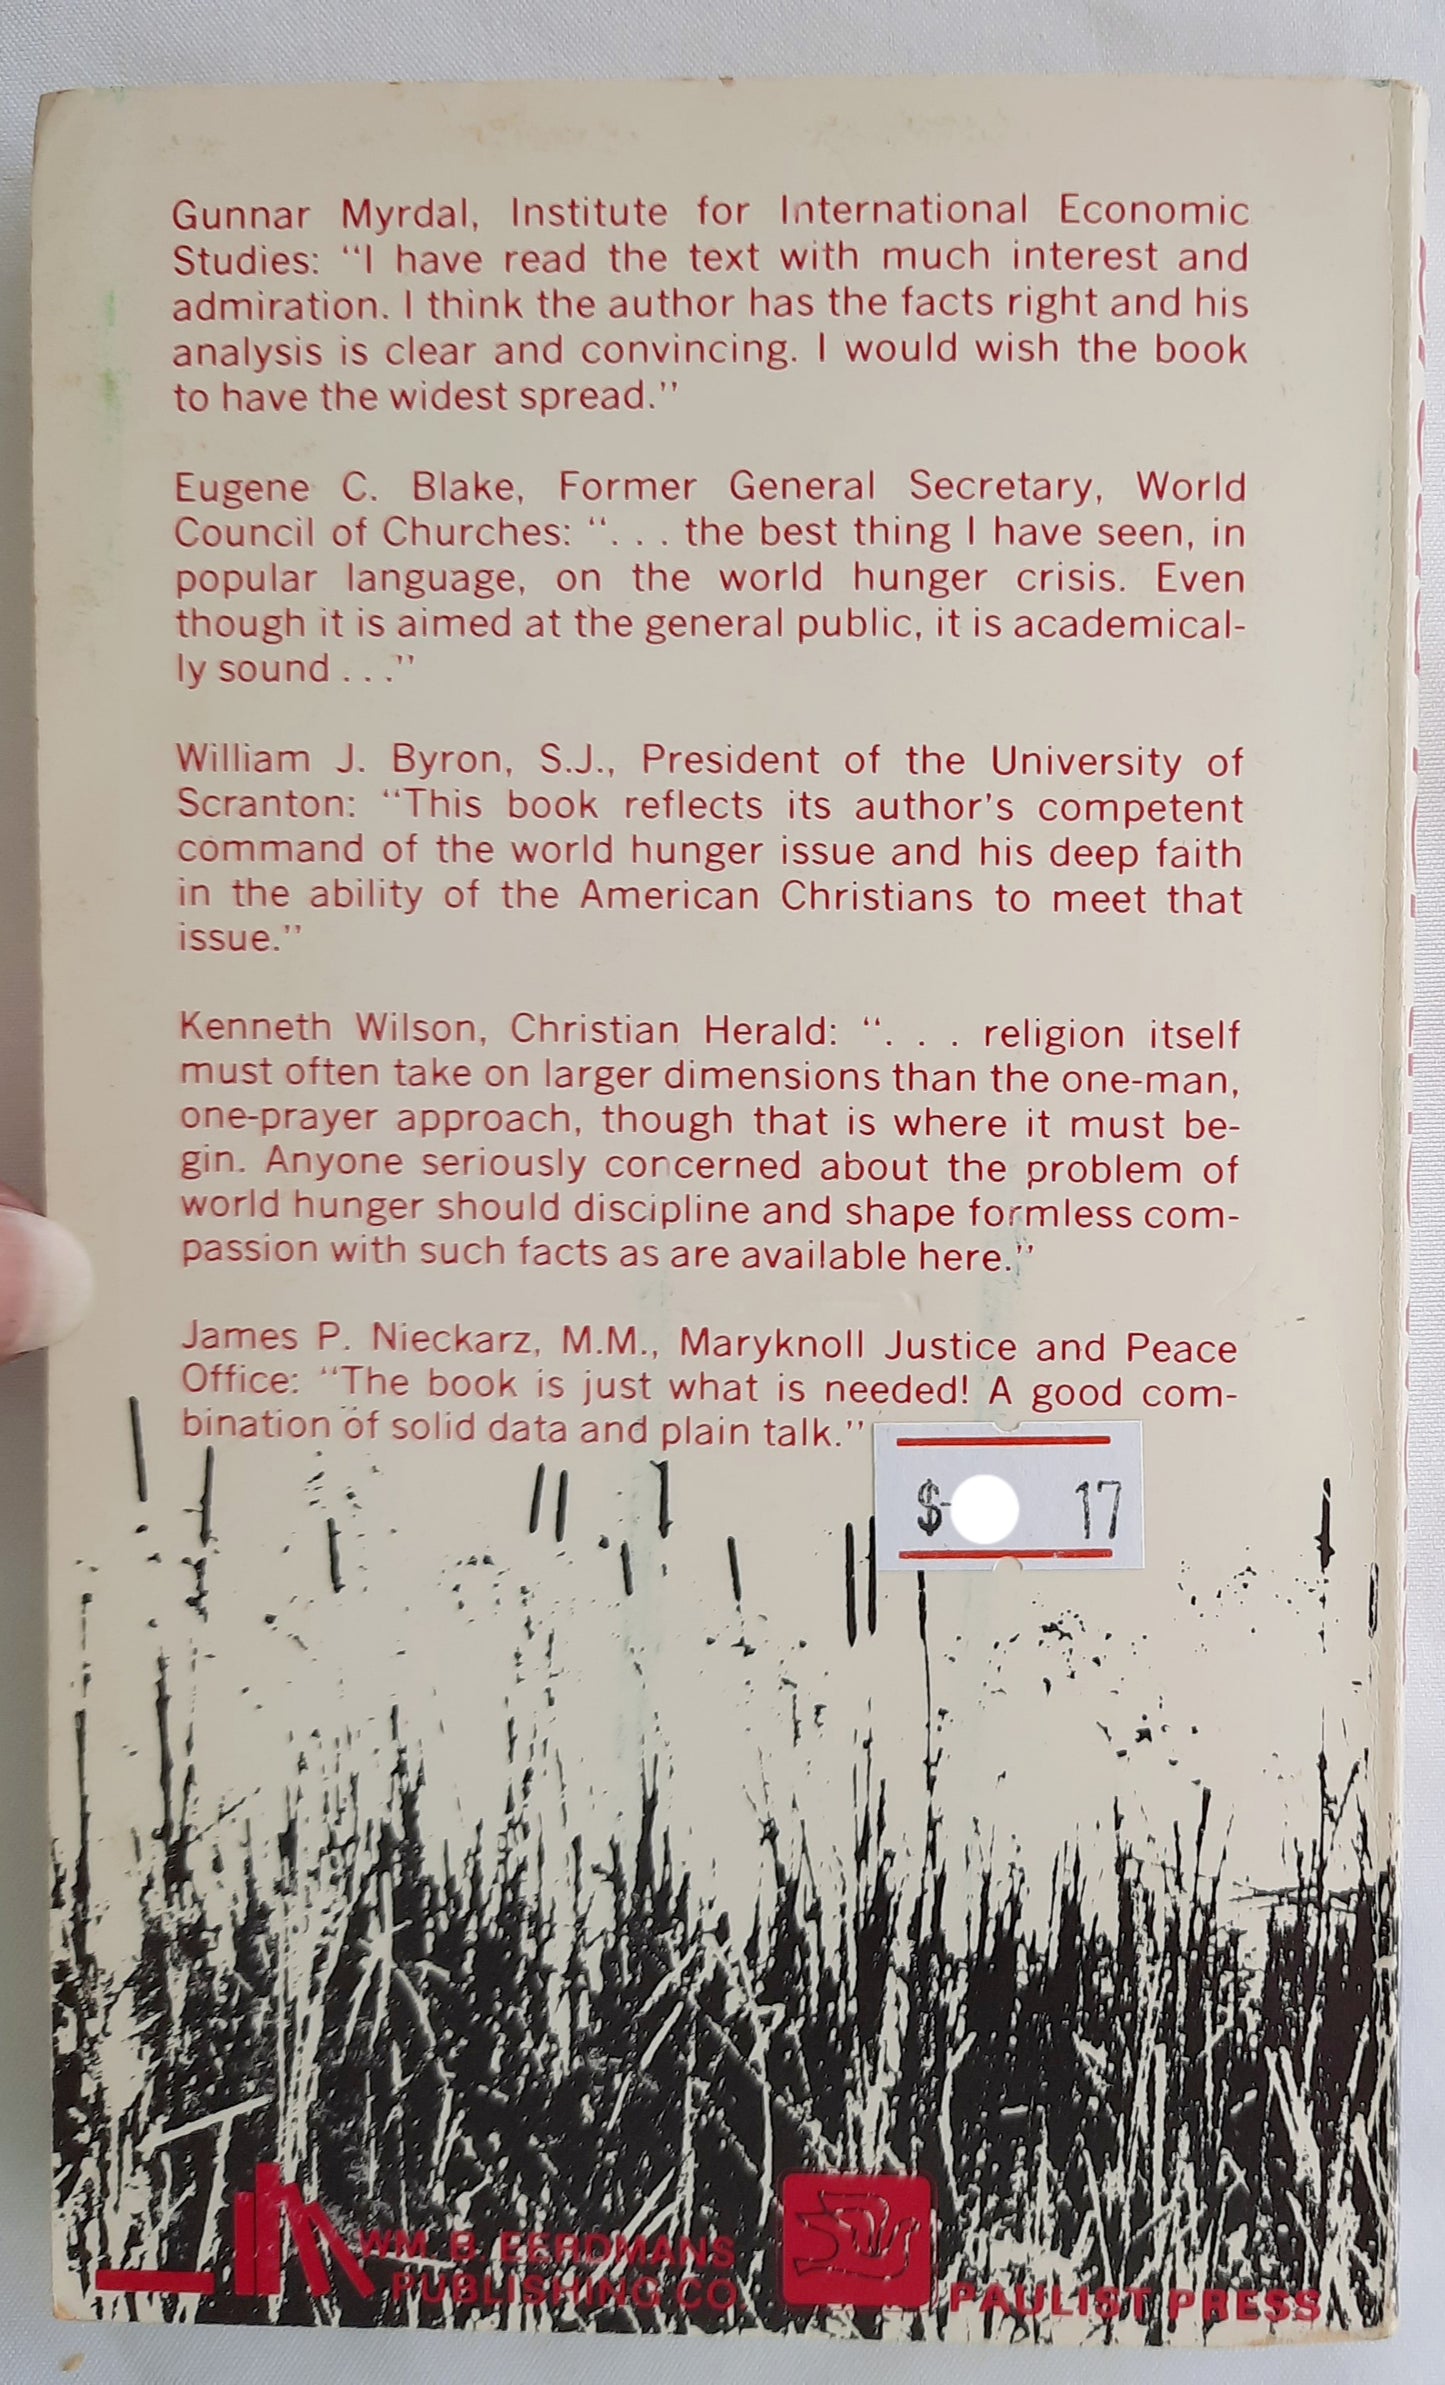 Gunnar Myrdal, Institute for International Economic
Studies: "I have read the text with much interest and
admiration. I think the author has the facts right and his
analysis is clear and convincing. I would wish the book
to have the widest spread."
Eugene C. Blake, Former General Secretary, World
Council of Churches: ". . . the best thing I have seen, in
popular language, on the world hunger crisis. Even
though it is aimed at the general public, it is academical-
ly sound . . ."
William J. Byron, S.J., President of the University of
Scranton: "This book reflects its author's competent
command of the world hunger issue and his deep faith
in the ability of the American Christians to meet that
issue."
Kenneth Wilson, Christian Herald: ". . . religion itself
must often take on larger dimensions than the one-man,
one-prayer approach, though that is where it must be-
gin. Anyone seriously concerned about the problem of
world hunger should discipline and shape formless com-
passion with such facts as are available here."
James P. Nieckarz, M.M., Maryknoll Justice and Peace
Office: "The book is just what is needed! A good com-
bination of solid data and plain talk."
$ 17
WM. B. EERDMANS
PUBLISHING CO
PAULIST PRESS